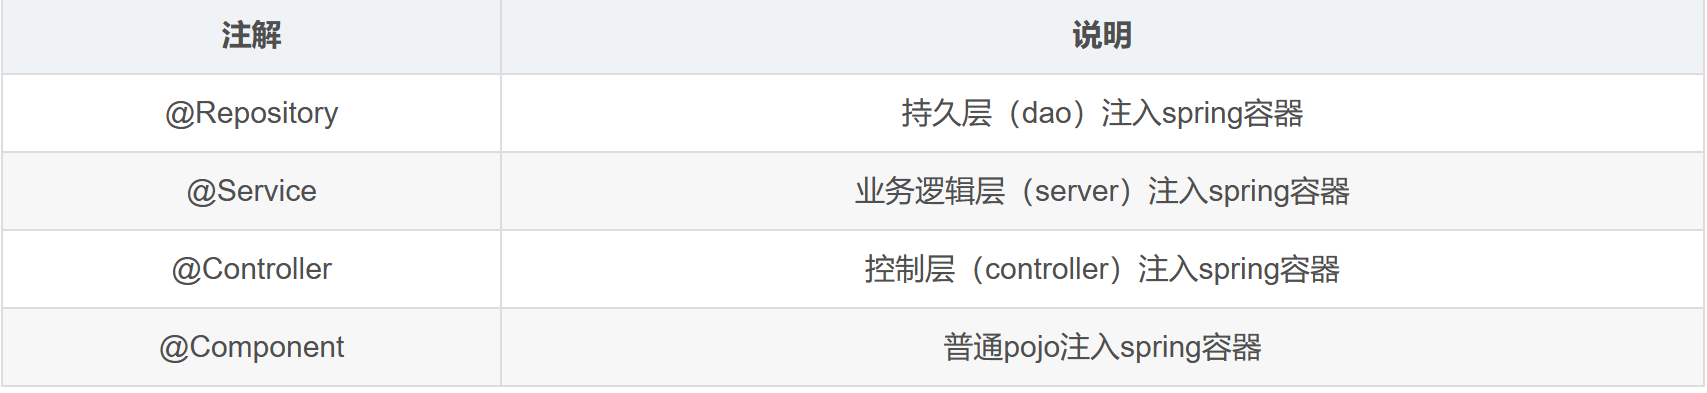 注解 说明
@Repository 持久层（dao）注入spring容器
@Service 业务逻辑层（server）注入spring容器
@Controller 控制层（controller）注入spring容器
@Component 普通pojo注入spring容器